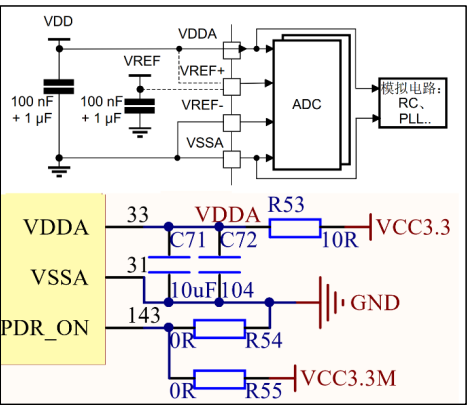 VDD
VDDA
VREF
VREF+
100 nF
+ 1 µF
100 nF
+ 1 µF
VREF-
VSSA
ADC
模拟电路：
RC、
PLL..
VDDA
33
VDDA
R53
10R
VCC3.3
C71
C72
VSSA
31
10uF
104
GND
PDR_ON
143
0R
R54
0R
R55
VCC3.3M